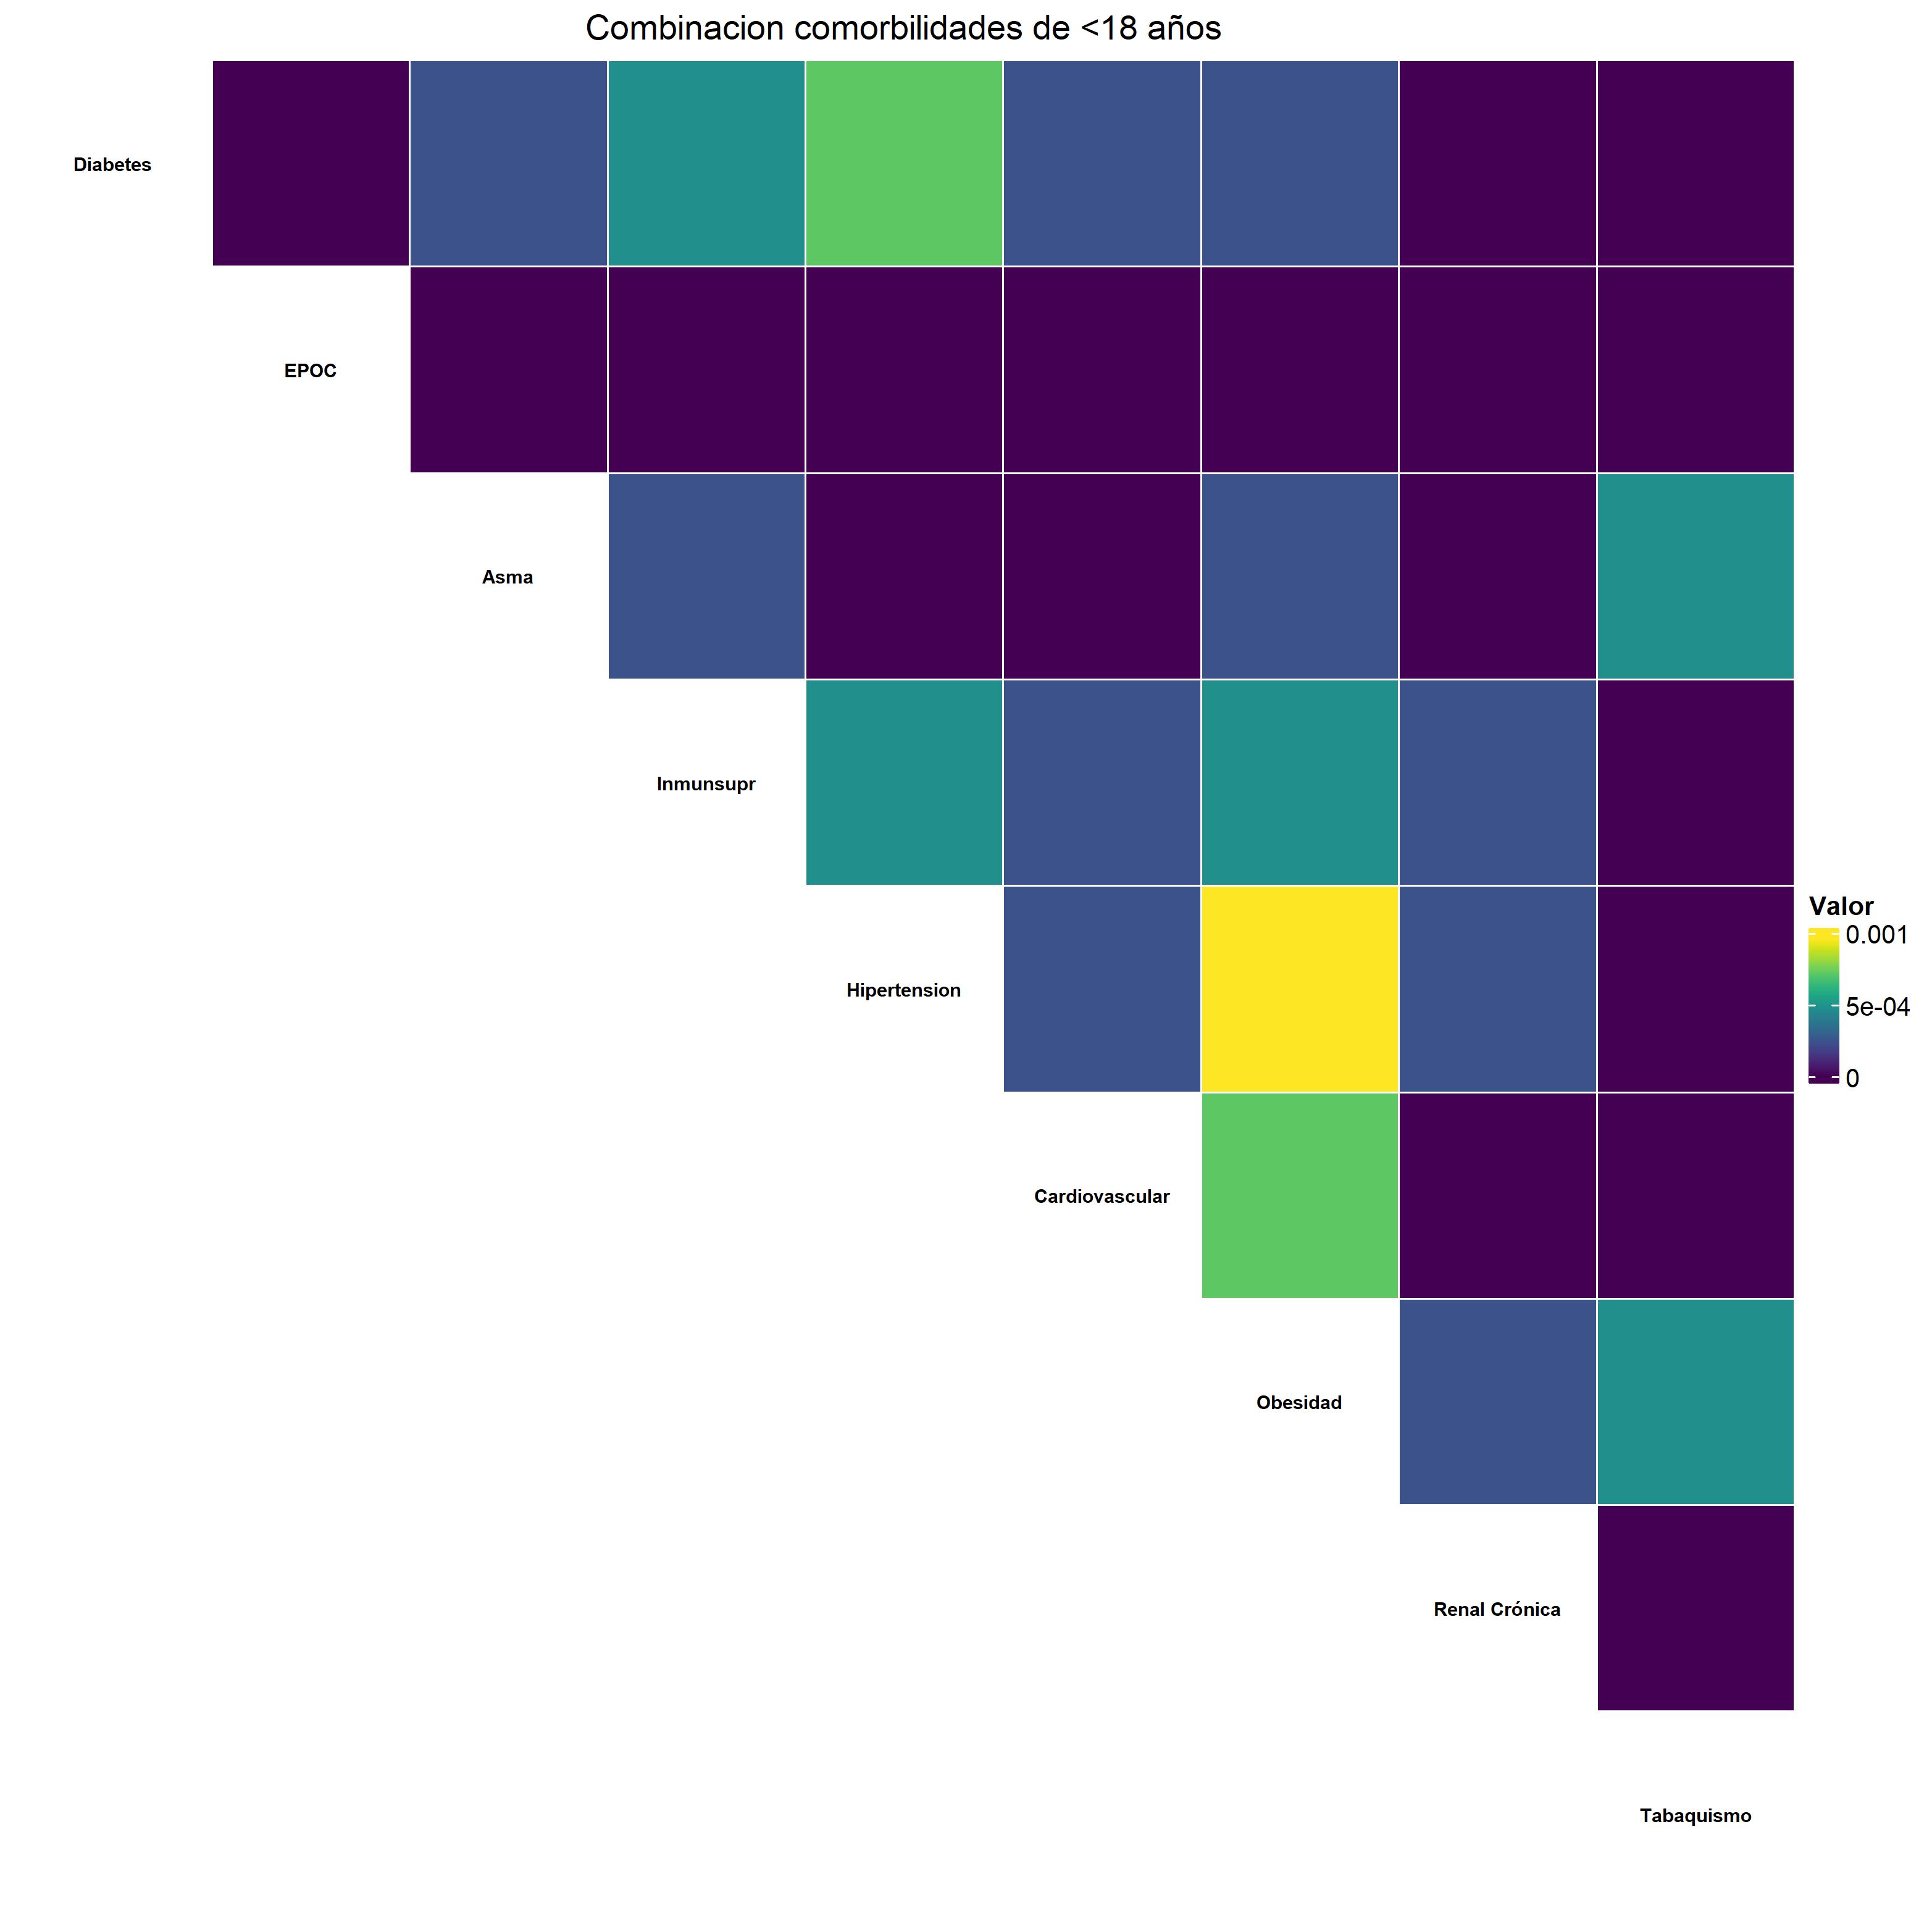 Combinacion comorbilidades de <18 años
Diabetes
EPOC
Asma
Inmunsupr
Hipertension
Cardiovascular
Obesidad
Renal Crónica
Tabaquismo
Valor
0.001
5e-04
0